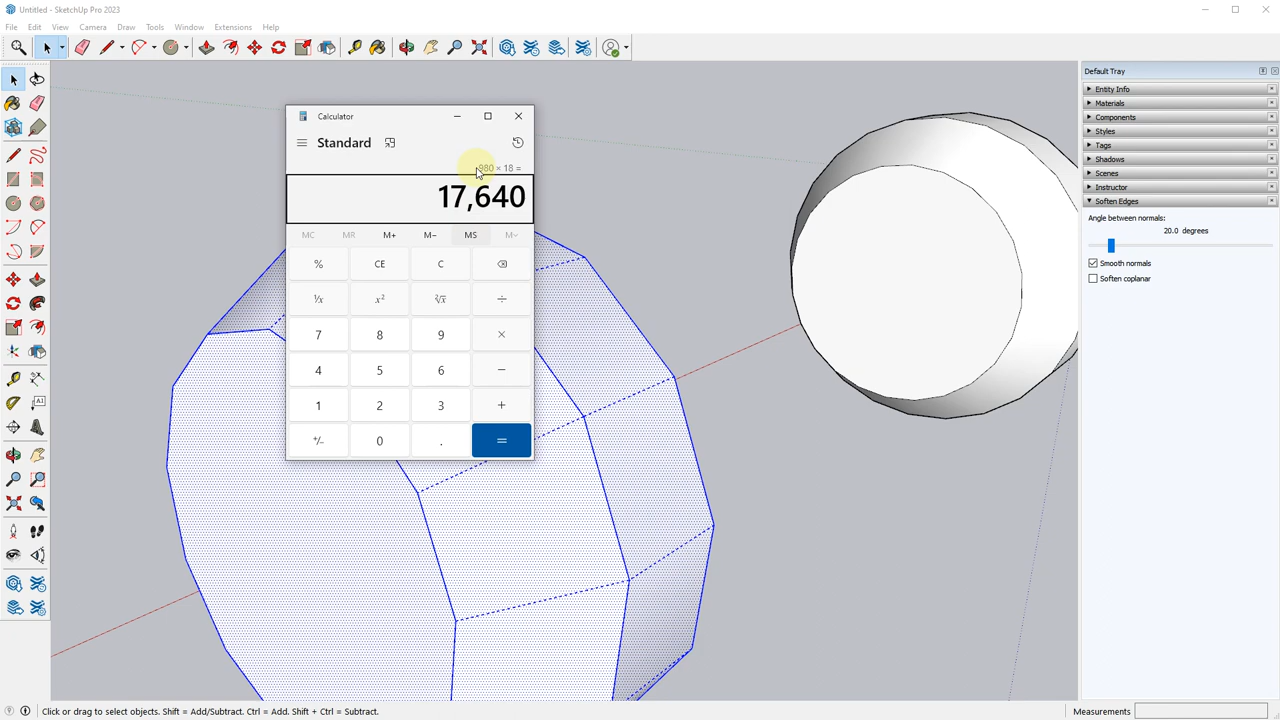 Untitled - SketchUp Pro 2023
File Edit View Camera Draw Tools Window Extensions Help
Default Tray
Entity Info
Materials
Components
Styles
Tags
Shadows
Scenes
Instructor
Soften Edges
Angle between normals:
20.0 degrees
Smooth normals
Soften coplanar
Calculator
Standard
980 × 18 =
17,640
MC MR M+ M− MS M˅
% CE C
¹/x x² ²√x ÷
7 8 9 ×
4 5 6 −
1 2 3 +
+/− 0 . =
Click or drag to select objects. Shift = Add/Subtract. Ctrl = Add. Shift + Ctrl = Subtract.
Measurements